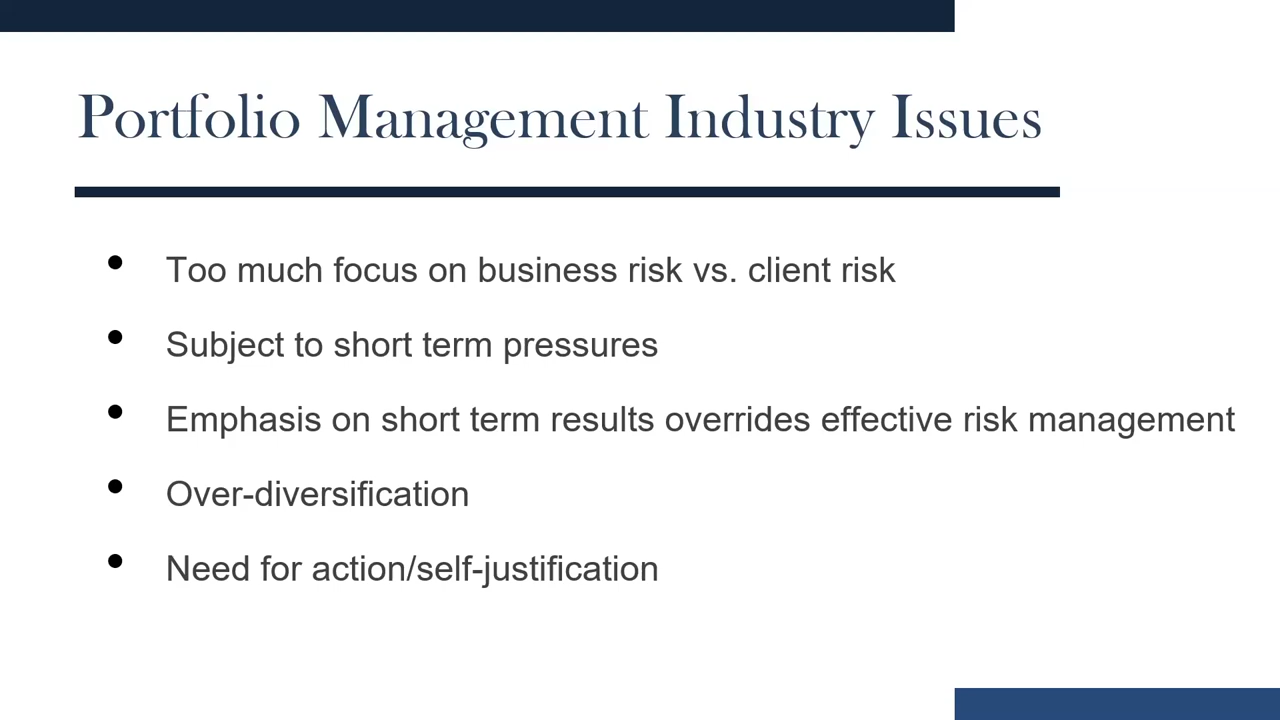 Portfolio Management Industry Issues
• Too much focus on business risk vs. client risk
• Subject to short term pressures
• Emphasis on short term results overrides effective risk management
• Over-diversification
• Need for action/self-justification